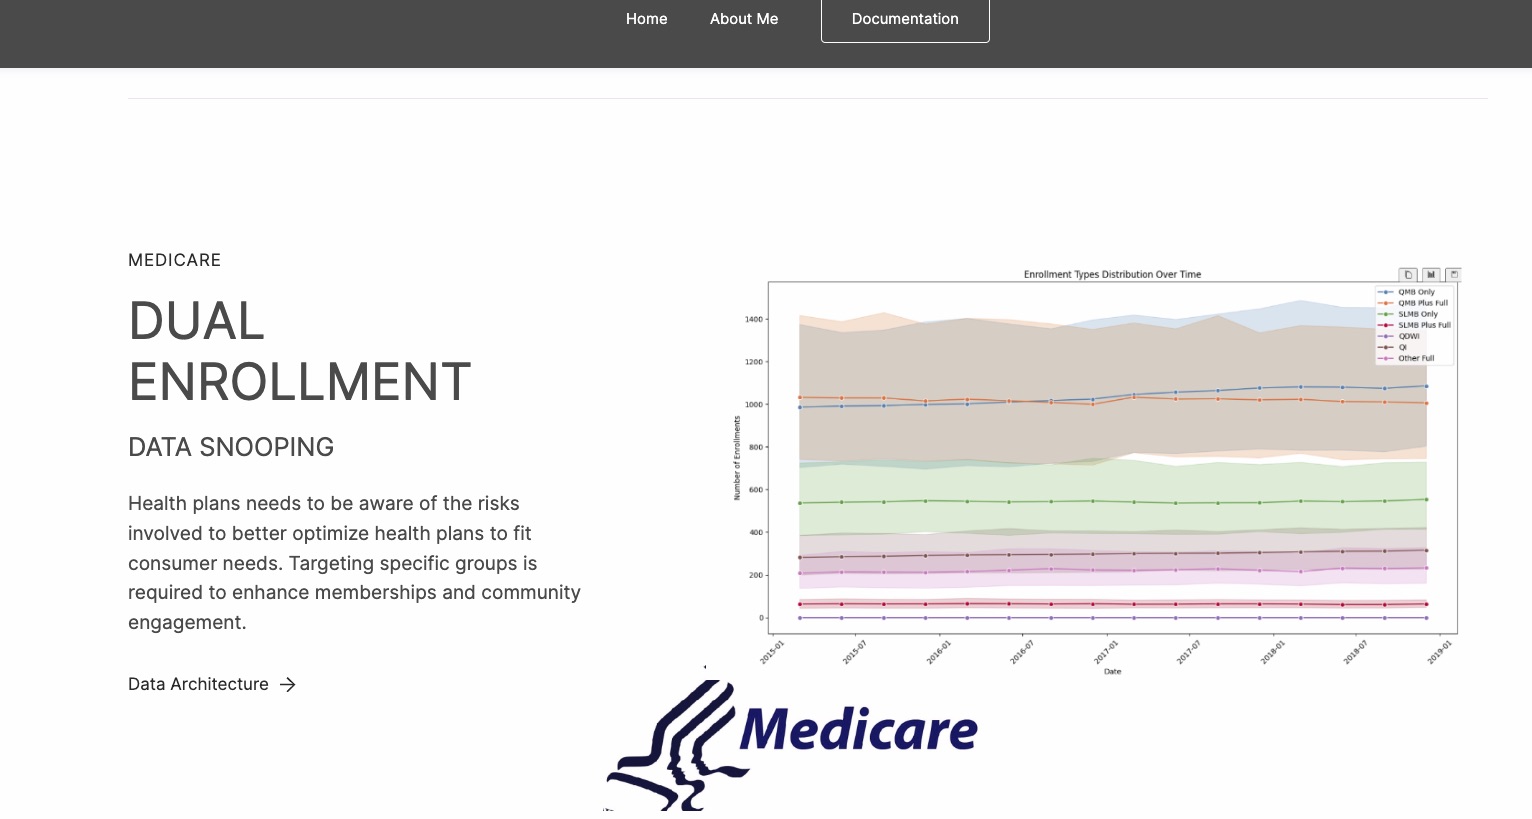 Home About Me Documentation
MEDICARE
DUAL
ENROLLMENT
DATA SNOOPING
Health plans needs to be aware of the risks
involved to better optimize health plans to fit
consumer needs. Targeting specific groups is
required to enhance memberships and community
engagement.
Data Architecture →
Enrollment Types Distribution Over Time
QMB Only
QMB Plus Full
SLMB Only
SLMB Plus Full
QDWI
QI
Other Full
Number of Enrollments
1400
1200
1000
800
600
400
200
0
2015-01 2015-07 2016-01 2016-07 2017-01 2017-07 2018-01 2018-07 2019-01
Date
Medicare